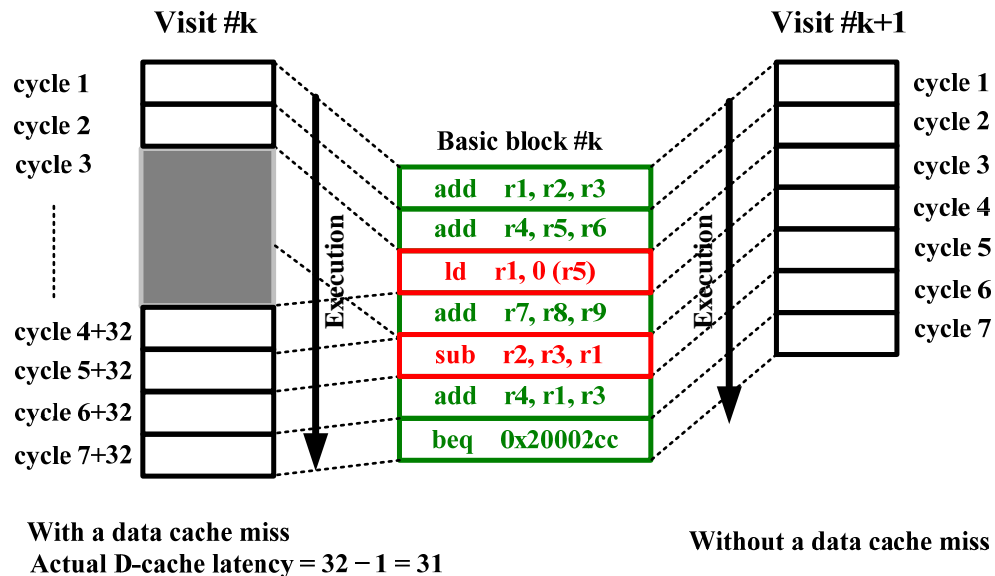 Visit #k
Visit #k+1
cycle 1
cycle 2
cycle 3
cycle 4+32
cycle 5+32
cycle 6+32
cycle 7+32
Execution
Basic block #k
add r1, r2, r3
add r4, r5, r6
ld r1, 0 (r5)
add r7, r8, r9
sub r2, r3, r1
add r4, r1, r3
beq 0x20002cc
Execution
cycle 1
cycle 2
cycle 3
cycle 4
cycle 5
cycle 6
cycle 7
With a data cache miss
Actual D-cache latency = 32 − 1 = 31
Without a data cache miss